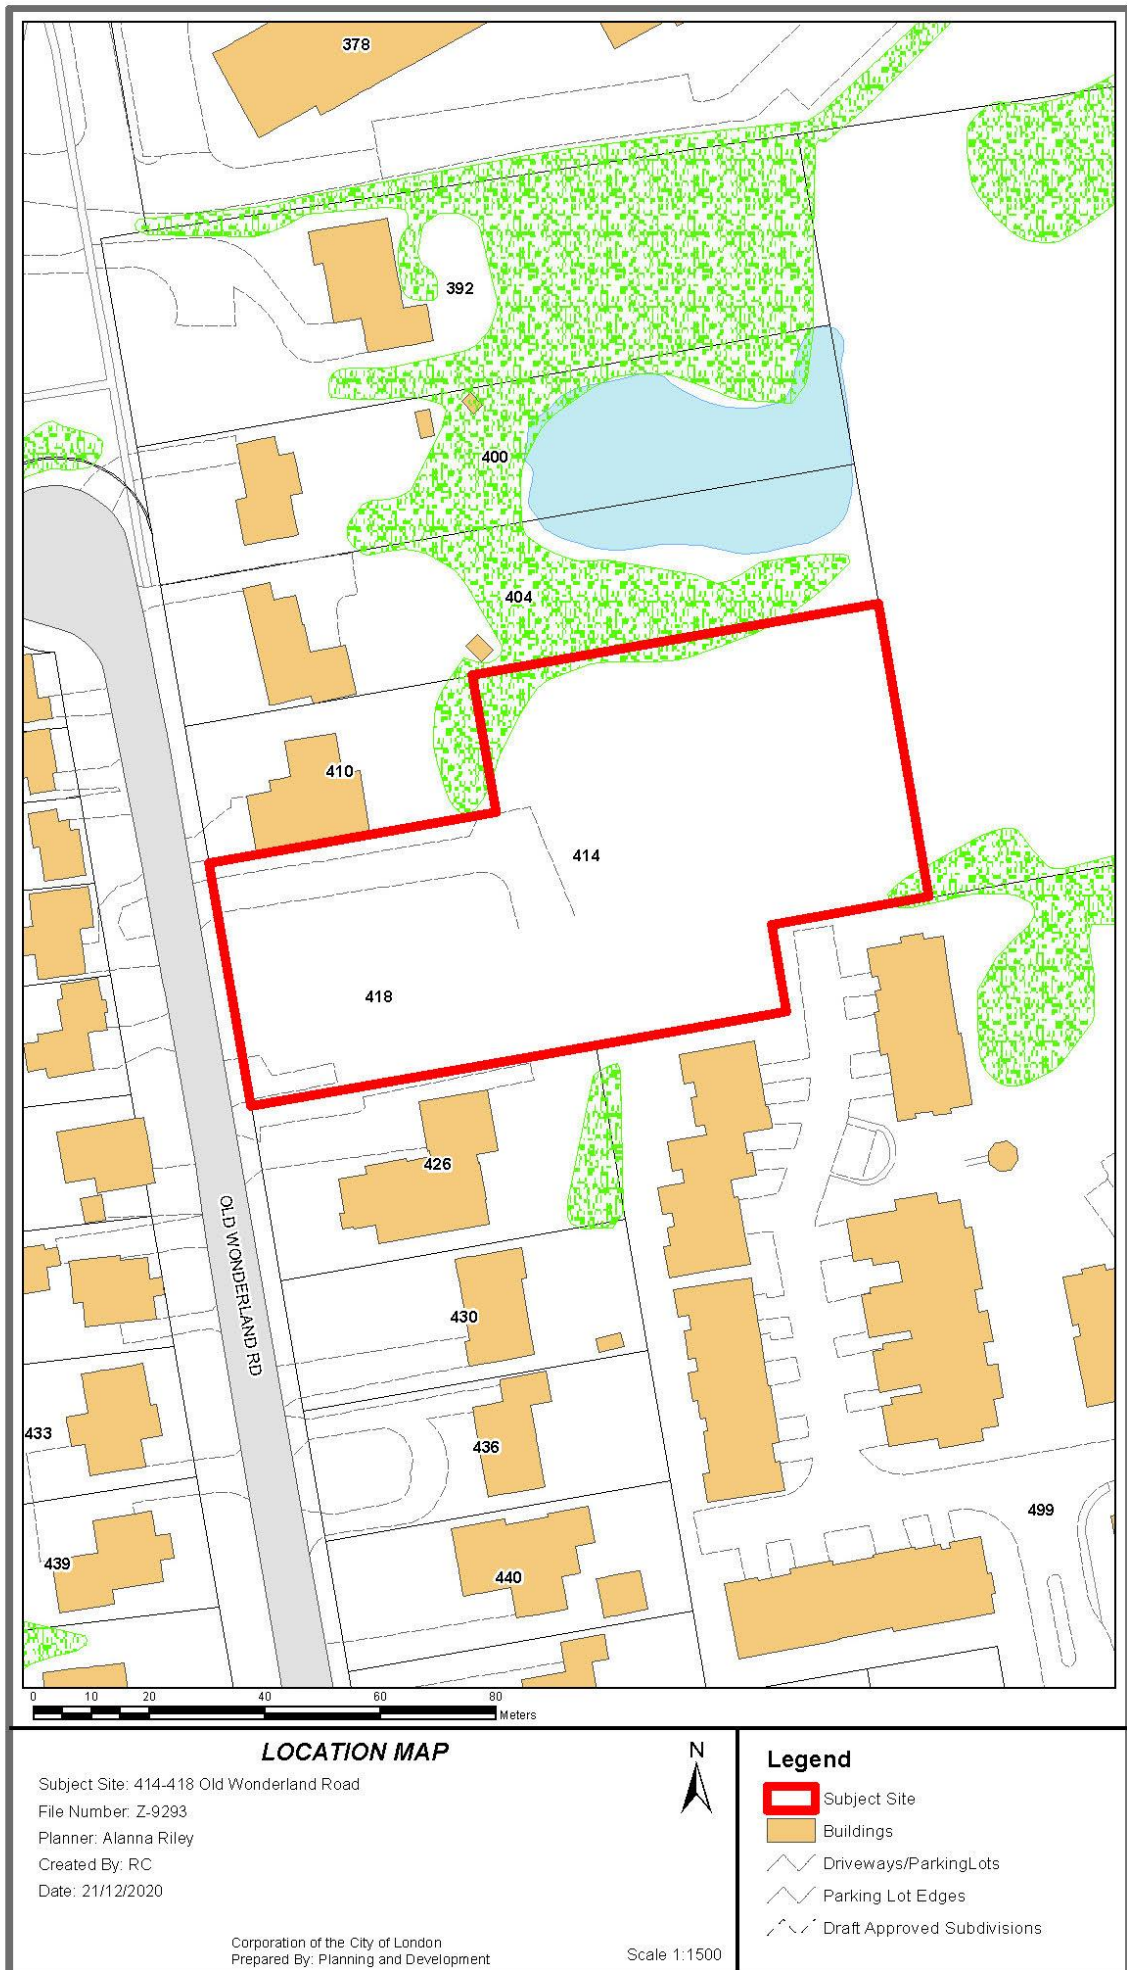 378
392
400
404
410
414
418
426
OLD WONDERLAND RD
430
433
436
499
439
440
0 10 20 40 60 80
Meters
LOCATION MAP
Subject Site: 414-418 Old Wonderland Road
File Number: Z-9293
Planner: Alanna Riley
Created By: RC
Date: 21/12/2020
Corporation of the City of London
Prepared By: Planning and Development
N
Scale 1:1500
Legend
Subject Site
Buildings
Driveways/ParkingLots
Parking Lot Edges
Draft Approved Subdivisions